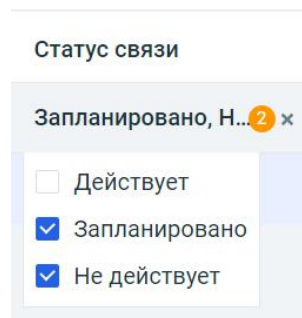 Статус связи
Запланировано, Н... 2 ×
Действует
Запланировано
Не действует